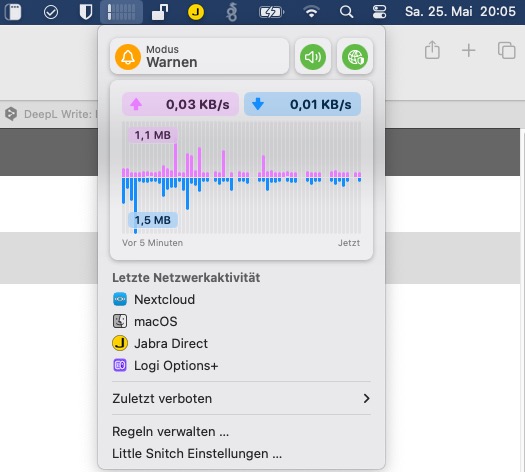 Sa. 25. Mai 20:05
Modus
Warnen
0,03 KB/s
0,01 KB/s
DeepL Write:
1,1 MB
1,5 MB
Vor 5 Minuten
Jetzt
Letzte Netzwerkaktivität
Nextcloud
macOS
Jabra Direct
Logi Options+
Zuletzt verboten
Regeln verwalten ...
Little Snitch Einstellungen ...